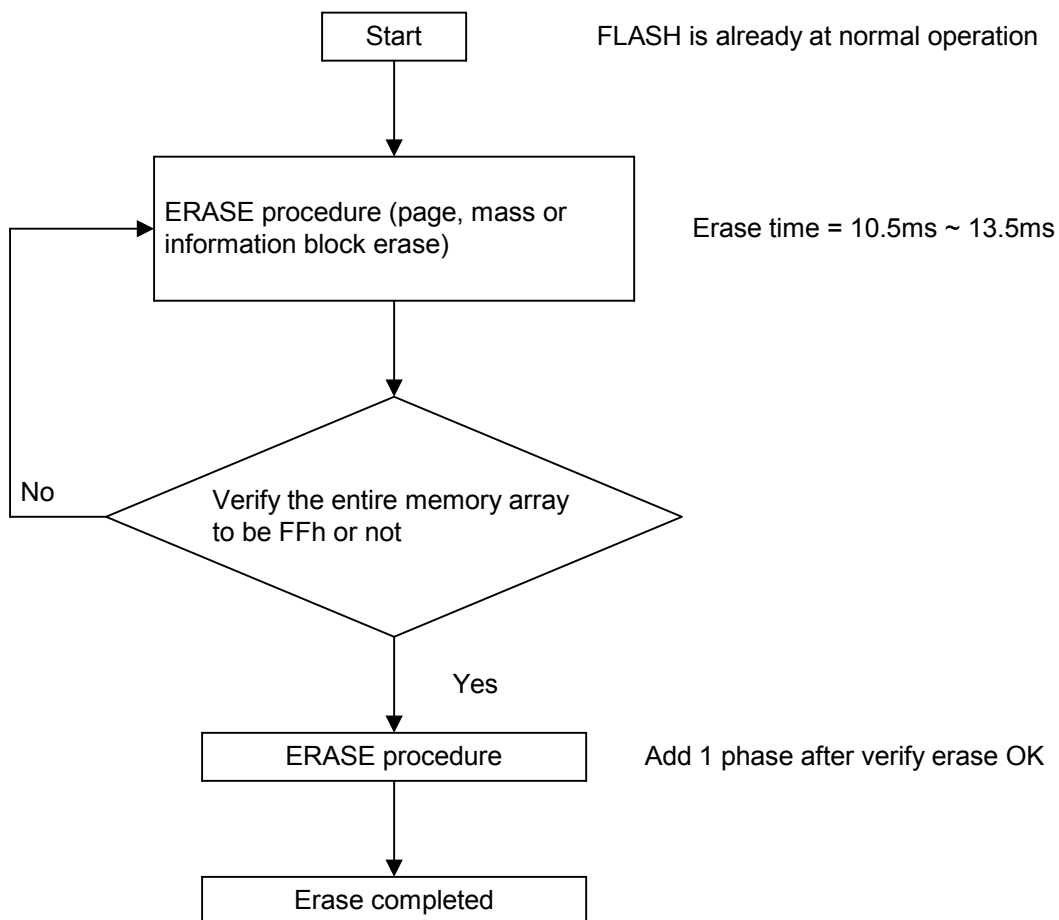 Start
FLASH is already at normal operation
ERASE procedure (page, mass or
information block erase)
Erase time = 10.5ms ~ 13.5ms
No
Verify the entire memory array
to be FFh or not
Yes
ERASE procedure
Add 1 phase after verify erase OK
Erase completed